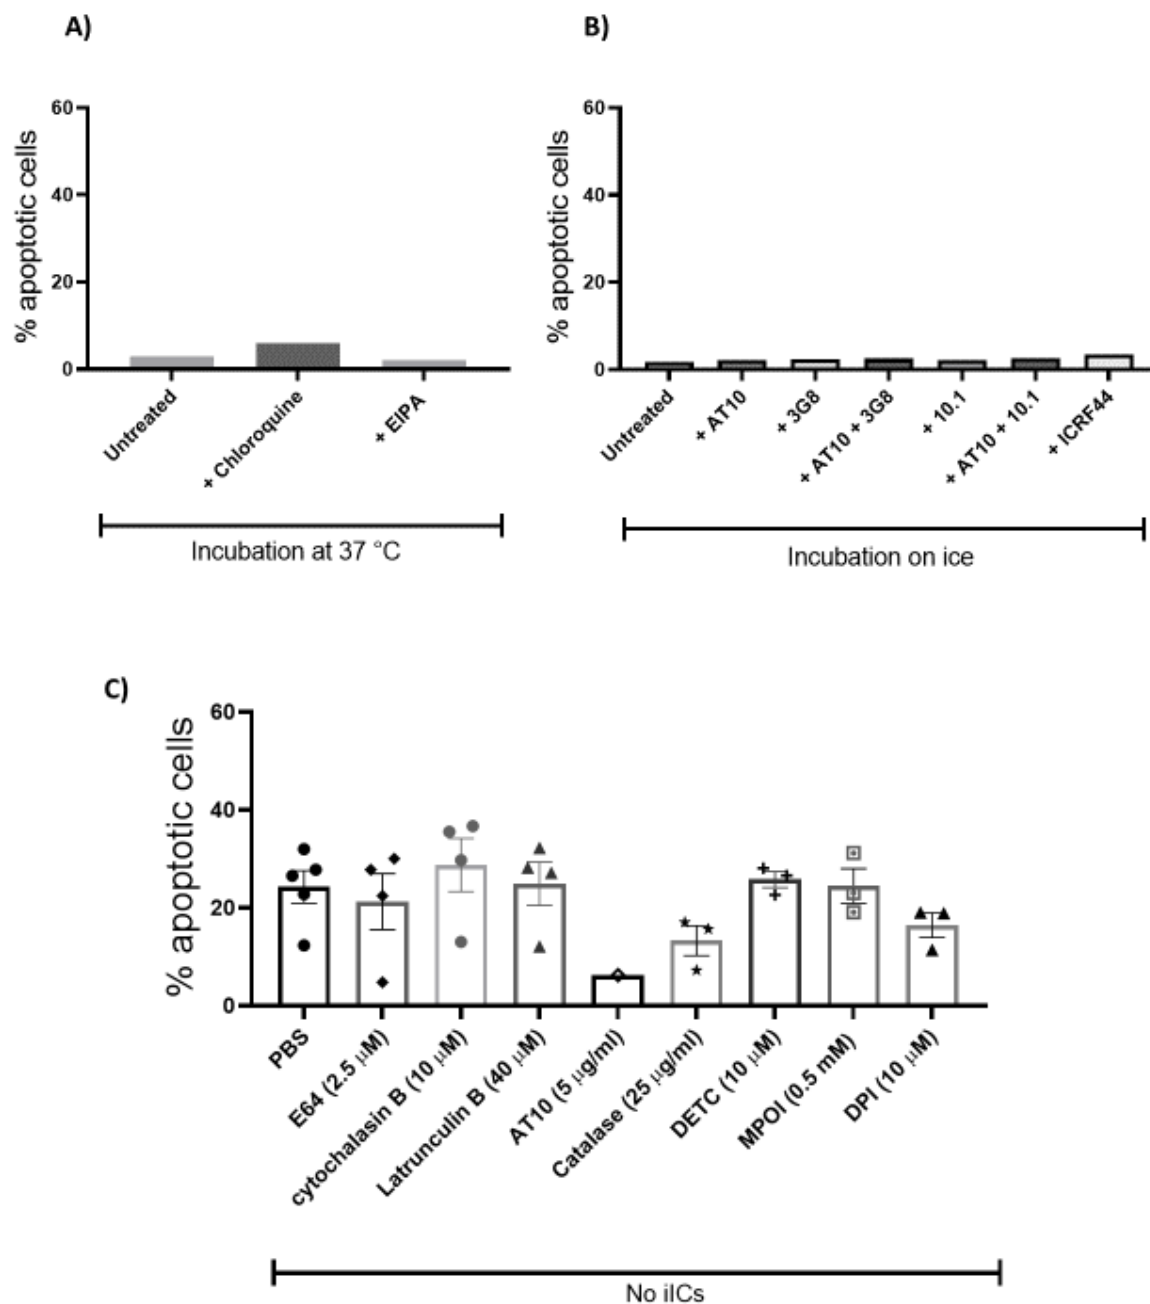 A)
% apoptotic cells
60
40
20
0
Untreated
+ Chloroquine
+ EIPA
Incubation at 37 °C
B)
% apoptotic cells
60
40
20
0
Untreated
+ AT10
+ 3G8
+ AT10 + 3G8
+ 10.1
+ AT10 + 10.1
+ ICRF44
Incubation on ice
C)
% apoptotic cells
60
40
20
0
PBS
E64 (2.5 μM)
cytochalasin B (10 μM)
Latrunculin B (40 μM)
AT10 (5 μg/ml)
Catalase (25 μg/ml)
DETC (10 μM)
MPOI (0.5 mM)
DPI (10 μM)
No iICs